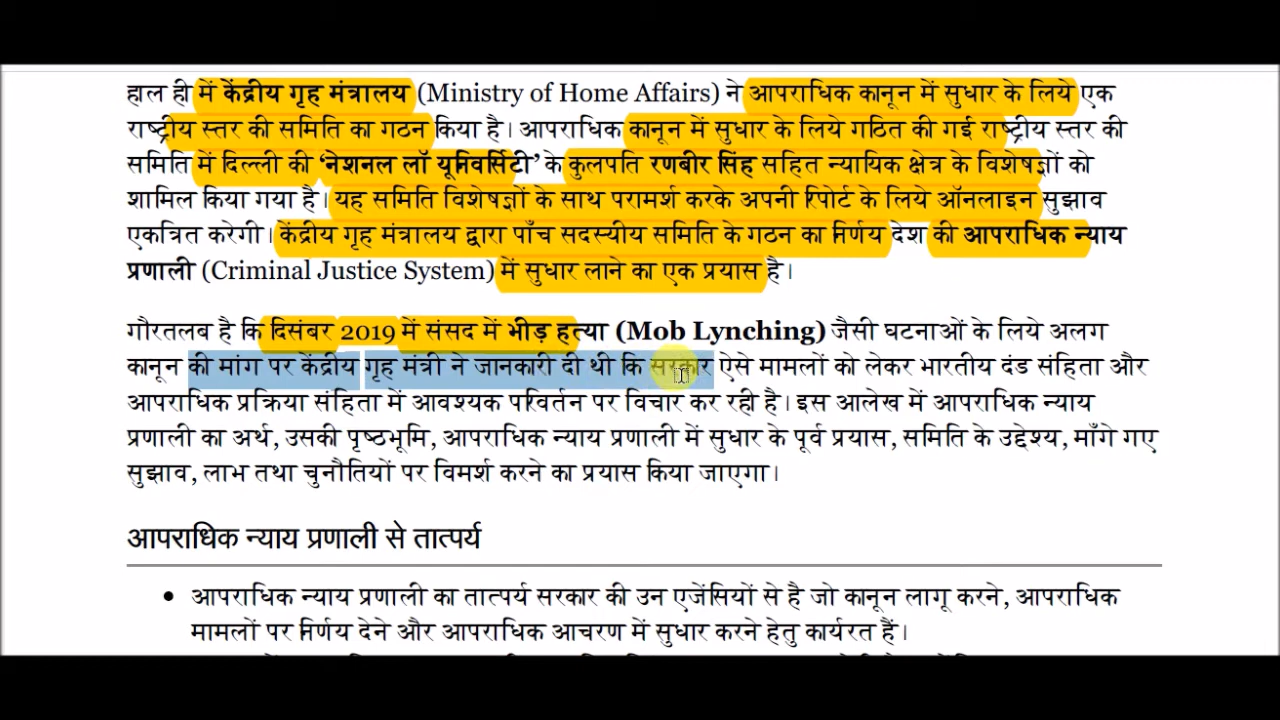 हाल ही में केंद्रीय गृह मंत्रालय (Ministry of Home Affairs) ने आपराधिक कानून में सुधार के लिये एक
राष्ट्रीय स्तर की समिति का गठन किया है। आपराधिक कानून में सुधार के लिये गठित की गई राष्ट्रीय स्तर की
समिति में दिल्ली की ‘नेशनल लॉ यूनिवर्सिटी’ के कुलपति रणबीर सिंह सहित न्यायिक क्षेत्र के विशेषज्ञों को
शामिल किया गया है। यह समिति विशेषज्ञों के साथ परामर्श करके अपनी रिपोर्ट के लिये ऑनलाइन सुझाव
एकत्रित करेगी। केंद्रीय गृह मंत्रालय द्वारा पाँच सदस्यीय समिति के गठन का निर्णय देश की आपराधिक न्याय
प्रणाली (Criminal Justice System) में सुधार लाने का एक प्रयास है।
गौरतलब है कि दिसंबर 2019 में संसद में भीड़ हत्या (Mob Lynching) जैसी घटनाओं के लिये अलग
कानून की मांग पर केंद्रीय गृह मंत्री ने जानकारी दी थी कि सरकार ऐसे मामलों को लेकर भारतीय दंड संहिता और
आपराधिक प्रक्रिया संहिता में आवश्यक परिवर्तन पर विचार कर रही है। इस आलेख में आपराधिक न्याय
प्रणाली का अर्थ, उसकी पृष्ठभूमि, आपराधिक न्याय प्रणाली में सुधार के पूर्व प्रयास, समिति के उद्देश्य, माँगे गए
सुझाव, लाभ तथा चुनौतियों पर विमर्श करने का प्रयास किया जाएगा।
आपराधिक न्याय प्रणाली से तात्पर्य
• आपराधिक न्याय प्रणाली का तात्पर्य सरकार की उन एजेंसियों से है जो कानून लागू करने, आपराधिक
मामलों पर निर्णय देने और आपराधिक आचरण में सुधार करने हेतु कार्यरत हैं।